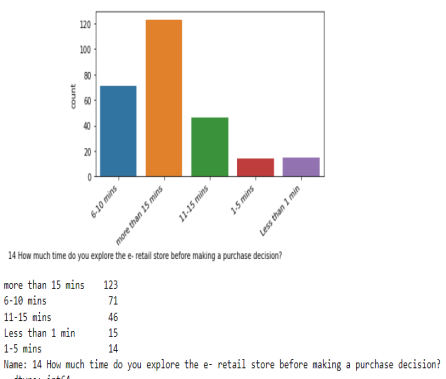 120
100
80
60
40
20
0
count
6-10 mins
more than 15 mins
11-15 mins
1-5 mins
Less than 1 min
14 How much time do you explore the e- retail store before making a purchase decision?
more than 15 mins 123
6-10 mins 71
11-15 mins 46
Less than 1 min 15
1-5 mins 14
Name: 14 How much time do you explore the e- retail store before making a purchase decision?
dtype: int64